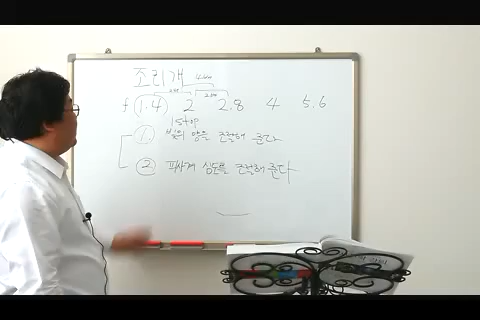 조리개
f 1.4 2 2.8 4 5.6
1stop
① 빛의 양을 조절해 준다
② 피사계 심도를 조절해 준다